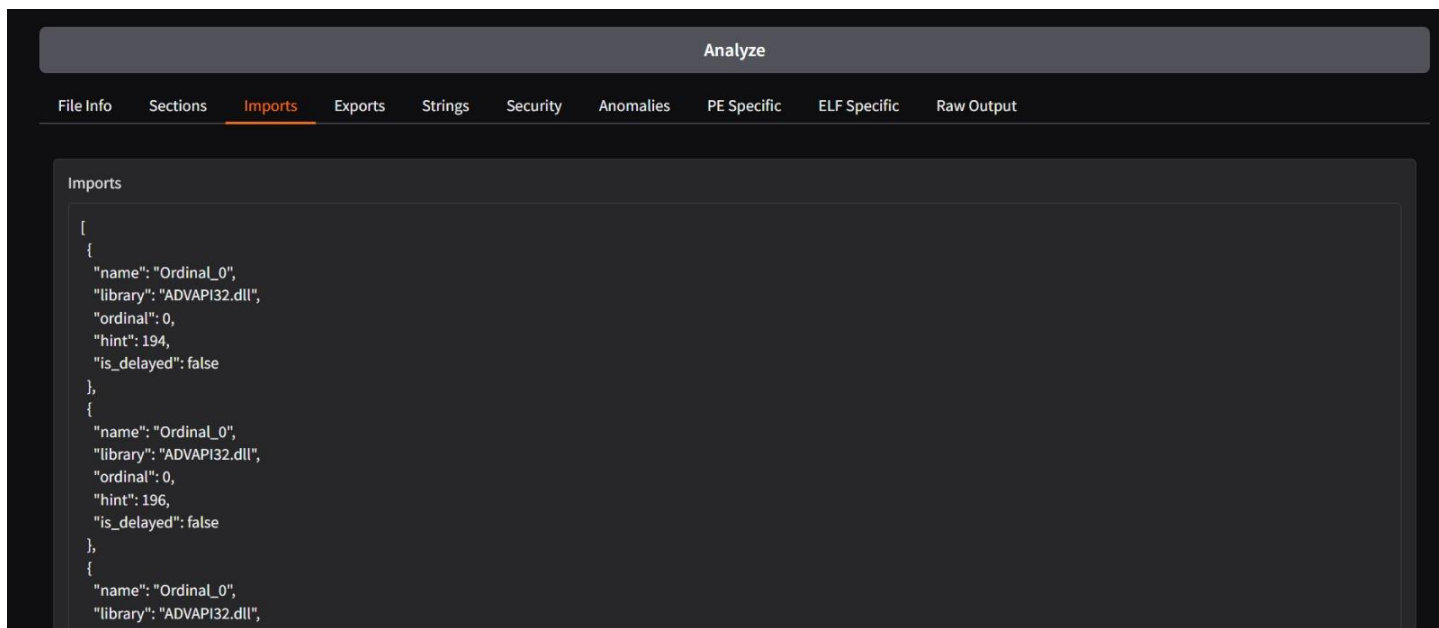 Analyze
File Info Sections Imports Exports Strings Security Anomalies PE Specific ELF Specific Raw Output
Imports
[
{
"name": "Ordinal_0",
"library": "ADVAPI32.dll",
"ordinal": 0,
"hint": 194,
"is_delayed": false
},
{
"name": "Ordinal_0",
"library": "ADVAPI32.dll",
"ordinal": 0,
"hint": 196,
"is_delayed": false
},
{
"name": "Ordinal_0",
"library": "ADVAPI32.dll",